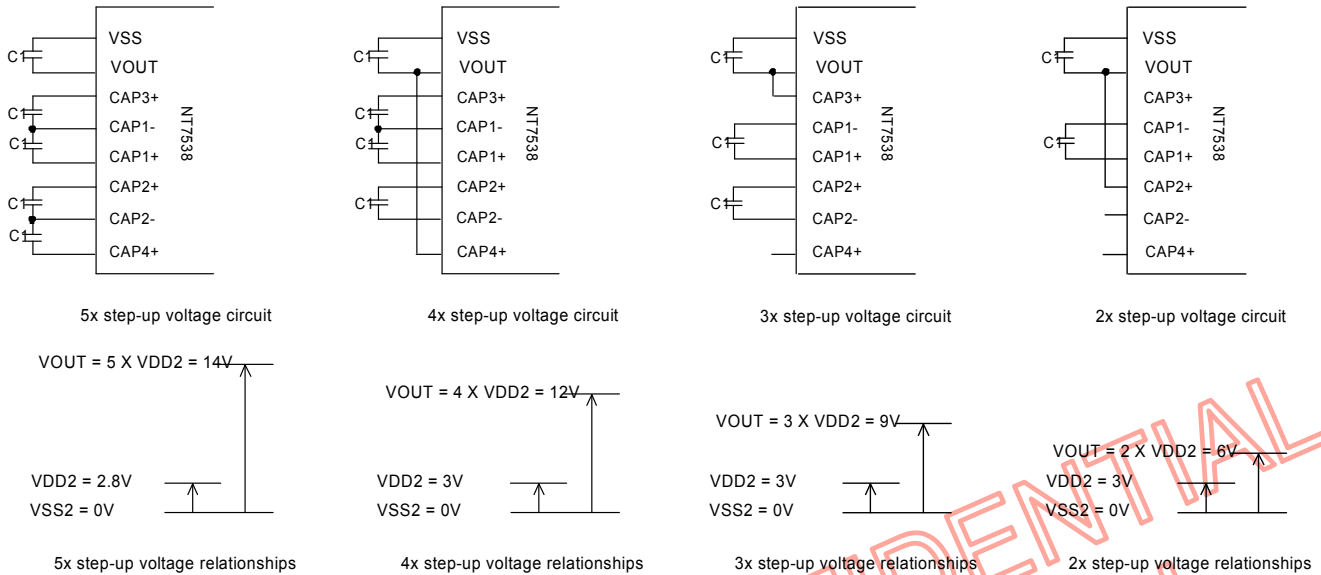 VSS
VOUT
CAP3+
CAP1-
CAP1+
CAP2+
CAP2-
CAP4+
NT7538
C1
C1
C1
C1
C1
5x step-up voltage circuit
VSS
VOUT
CAP3+
CAP1-
CAP1+
CAP2+
CAP2-
CAP4+
NT7538
C1
C1
C1
C1
4x step-up voltage circuit
VSS
VOUT
CAP3+
CAP1-
CAP1+
CAP2+
CAP2-
CAP4+
NT7538
C1
C1
C1
3x step-up voltage circuit
VSS
VOUT
CAP3+
CAP1-
CAP1+
CAP2+
CAP2-
CAP4+
NT7538
C1
C1
2x step-up voltage circuit
VOUT = 5 X VDD2 = 14V
VDD2 = 2.8V
VSS2 = 0V
5x step-up voltage relationships
VOUT = 4 X VDD2 = 12V
VDD2 = 3V
VSS2 = 0V
4x step-up voltage relationships
VOUT = 3 X VDD2 = 9V
VDD2 = 3V
VSS2 = 0V
3x step-up voltage relationships
VOUT = 2 X VDD2 = 6V
VDD2 = 3V
VSS2 = 0V
2x step-up voltage relationships